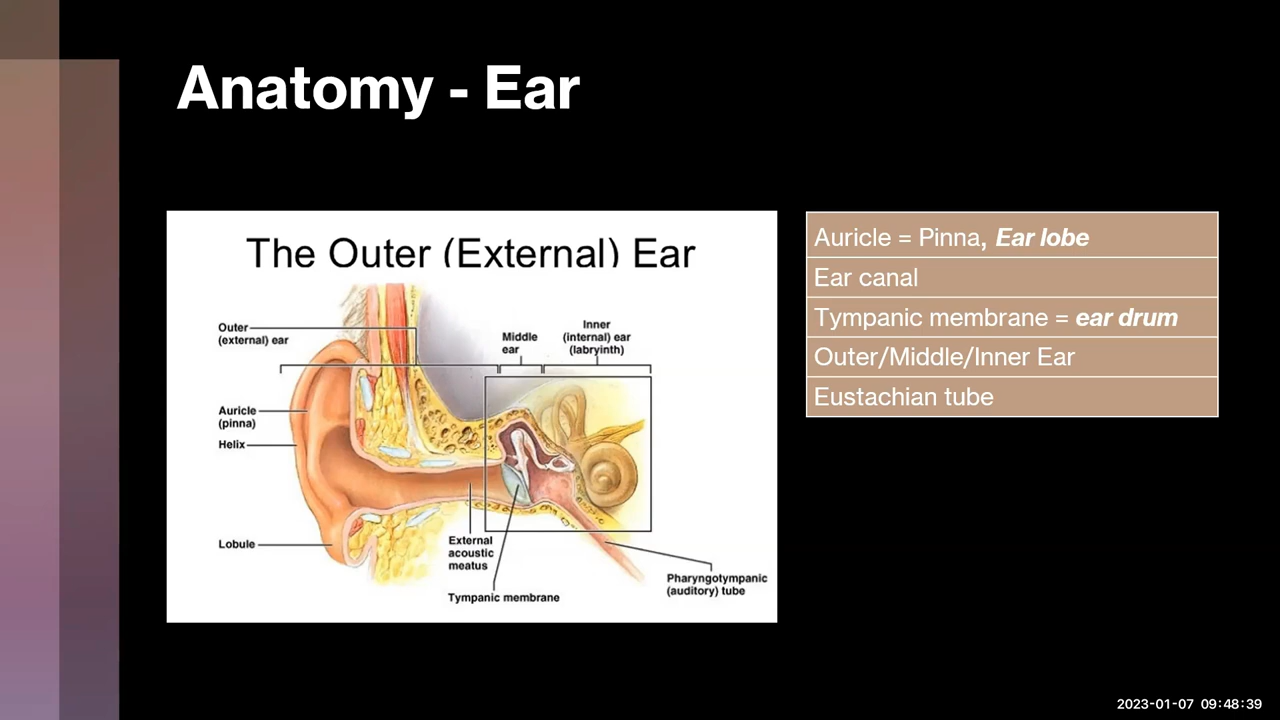 Anatomy - Ear
The Outer (External) Ear
Outer
(external) ear
Middle
ear
Inner
(internal) ear
(labyrinth)
Auricle
(pinna)
Helix
Lobule
External
acoustic
meatus
Tympanic membrane
Pharyngotympanic
(auditory) tube
Auricle = Pinna, Ear lobe
Ear canal
Tympanic membrane = ear drum
Outer/Middle/Inner Ear
Eustachian tube
2023-01-07 09:48:39